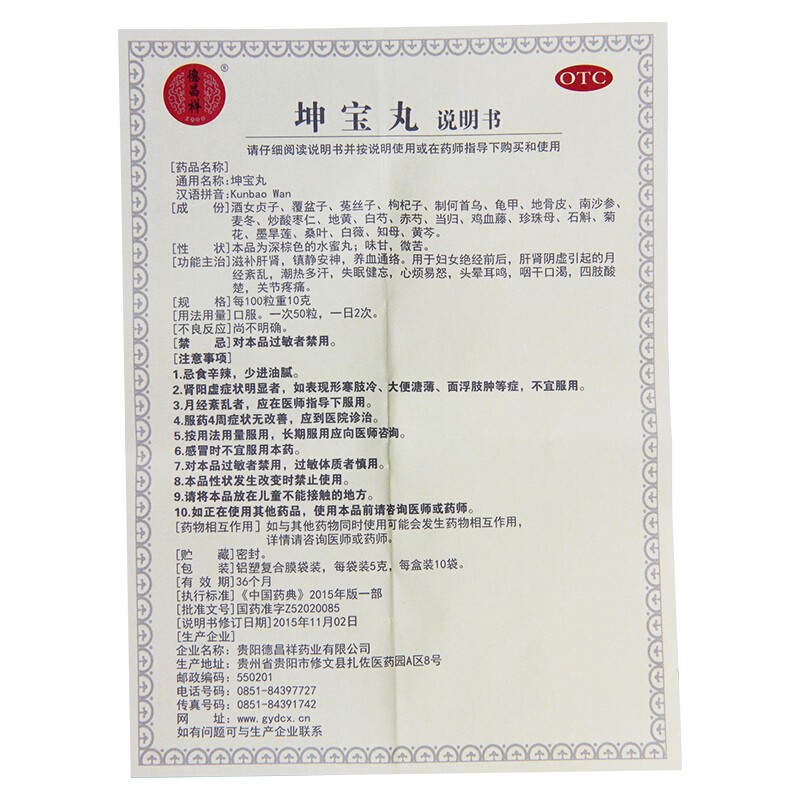 德昌祥
1900
®
OTC
坤宝丸 说明书
请仔细阅读说明书并按说明使用或在药师指导下购买和使用
[药品名称]
通用名称:坤宝丸
汉语拼音:Kunbao Wan
[成 份]酒女贞子、覆盆子、菟丝子、枸杞子、制何首乌、龟甲、地骨皮、南沙参、
麦冬、炒酸枣仁、地黄、白芍、赤芍、当归、鸡血藤、珍珠母、石斛、菊
花、墨旱莲、桑叶、白薇、知母、黄芩。
[性 状]本品为深棕色的水蜜丸；味甘，微苦。
[功能主治]滋补肝肾，镇静安神，养血通络。用于妇女绝经前后，肝肾阴虚引起的月
经紊乱，潮热多汗，失眠健忘，心烦易怒，头晕耳鸣，咽干口渴，四肢酸
楚，关节疼痛。
[规 格]每100粒重10克
[用法用量]口服。一次50粒，一日2次。
[不良反应]尚不明确。
[禁 忌]对本品过敏者禁用。
[注意事项]
1.忌食辛辣，少进油腻。
2.肾阳虚症状明显者，如表现形寒肢冷、大便溏薄、面浮肢肿等症，不宜服用。
3.月经紊乱者，应在医师指导下服用。
4.服药4周症状无改善，应到医院诊治。
5.按用法用量服用，长期服用应向医师咨询。
6.感冒时不宜服用本药。
7.对本品过敏者禁用，过敏体质者慎用。
8.本品性状发生改变时禁止使用。
9.请将本品放在儿童不能接触的地方。
10.如正在使用其他药品，使用本品前请咨询医师或药师。
[药物相互作用] 如与其他药物同时使用可能会发生药物相互作用，
详情请咨询医师或药师。
[贮 藏]密封。
[包 装]铝塑复合膜袋装，每袋装5克，每盒装10袋。
[有 效 期]36个月
[执行标准]《中国药典》2015年版一部
[批准文号]国药准字Z52020085
[说明书修订日期]2015年11月02日
[生产企业]
企业名称：贵阳德昌祥药业有限公司
生产地址：贵州省贵阳市修文县扎佐医药园A区8号
邮政编码：550201
电话号码：0851-84397727
传真号码：0851-84391742
网 址：www.gydcx.cn
如有问题可与生产企业联系